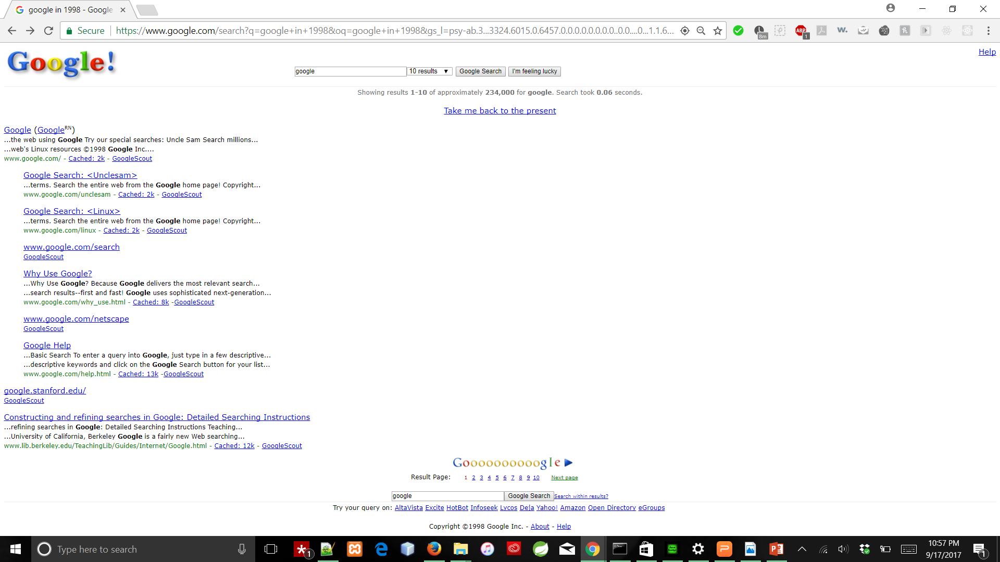 google in 1998 - Google
Secure
https://www.google.com/search?q=google+in+1998&oq=google+in+1998&gs_l=psy-ab.3...3324.6015.0.6457.0.0.0.0.0.0.0.0..0.0....0...1.1.6...
8m
ABP
1
w.
Google!
Help
google
10 results ▼
Google Search
I'm feeling lucky
Showing results 1-10 of approximately 234,000 for google. Search took 0.06 seconds.
Take me back to the present
Google (GoogleRN)
...the web using Google Try our special searches: Uncle Sam Search millions...
...web's Linux resources ©1998 Google Inc....
www.google.com/ - Cached: 2k - GoogleScout
Google Search: <Unclesam>
...terms. Search the entire web from the Google home page! Copyright...
www.google.com/unclesam - Cached: 2k - GoogleScout
Google Search: <Linux>
...terms. Search the entire web from the Google home page! Copyright...
www.google.com/linux - Cached: 2k - GoogleScout
www.google.com/search
GoogleScout
Why Use Google?
...Why Use Google? Because Google delivers the most relevant search...
...search results--first and fast! Google uses sophisticated next-generation...
www.google.com/why_use.html - Cached: 8k -GoogleScout
www.google.com/netscape
GoogleScout
Google Help
...Basic Search To enter a query into Google, just type in a few descriptive...
...descriptive keywords and click on the Google Search button for your list...
www.google.com/help.html - Cached: 13k -GoogleScout
google.stanford.edu/
GoogleScout
Constructing and refining searches in Google: Detailed Searching Instructions
...refining searches in Google: Detailed Searching Instructions Teaching...
...University of California, Berkeley Google is a fairly new Web searching...
www.lib.berkeley.edu/TeachingLib/Guides/Internet/Google.html - Cached: 12k - GoogleScout
Goooooooooogle
Result Page: 1 2 3 4 5 6 7 8 9 10 Next page
google
Google Search
Search within results?
Try your query on: AltaVista Excite HotBot Infoseek Lycos Deja Yahoo! Amazon Open Directory eGroups
Copyright ©1998 Google Inc. - About - Help
Type here to search
1
10:57 PM
9/17/2017
1